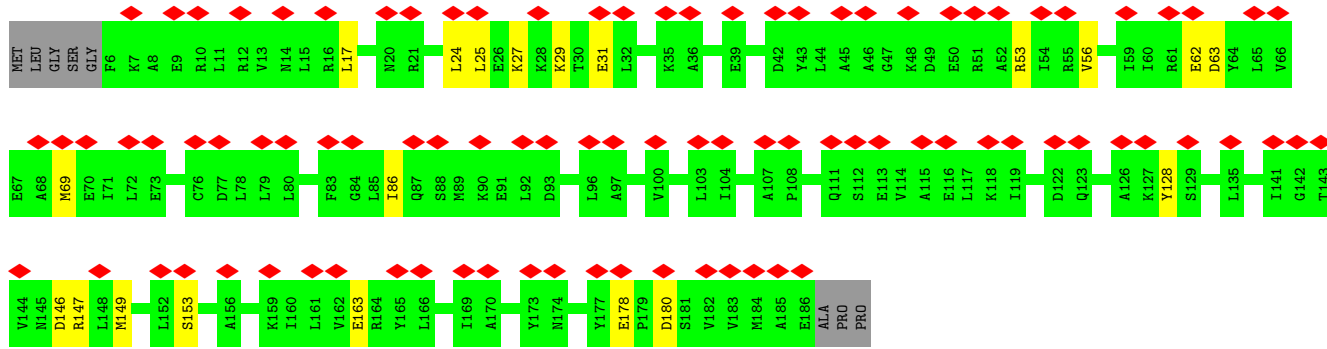 MET LEU GLY SER GLY F6 K7 A8 E9 R10 L11 R12 V13 N14 L15 R16 L17 N20 R21 L24 L25 E26 K27 K28 K29 T30 E31 L32 K35 A36 E39 D42 Y43 L44 A45 A46 G47 K48 D49 E50 R51 A52 R53 I54 R55 V56 I59 I60 R61 E62 D63 Y64 L65 V66
E67 A68 M69 E70 I71 L72 E73 C76 D77 L78 L79 L80 F83 G84 L85 I86 Q87 S88 M89 K90 E91 L92 D93 L96 A97 V100 L103 I104 A107 P108 Q111 S112 E113 V114 A115 E116 L117 K118 I119 D122 Q123 A126 K127 Y128 S129 L135 I141 G142 T143
V144 N145 D146 R147 L148 M149 L152 S153 A156 K159 I160 L161 V162 E163 R164 Y165 L166 I169 A170 Y173 N174 Y177 E178 P179 D180 S181 V182 V183 M184 A185 E186 ALA PRO PRO